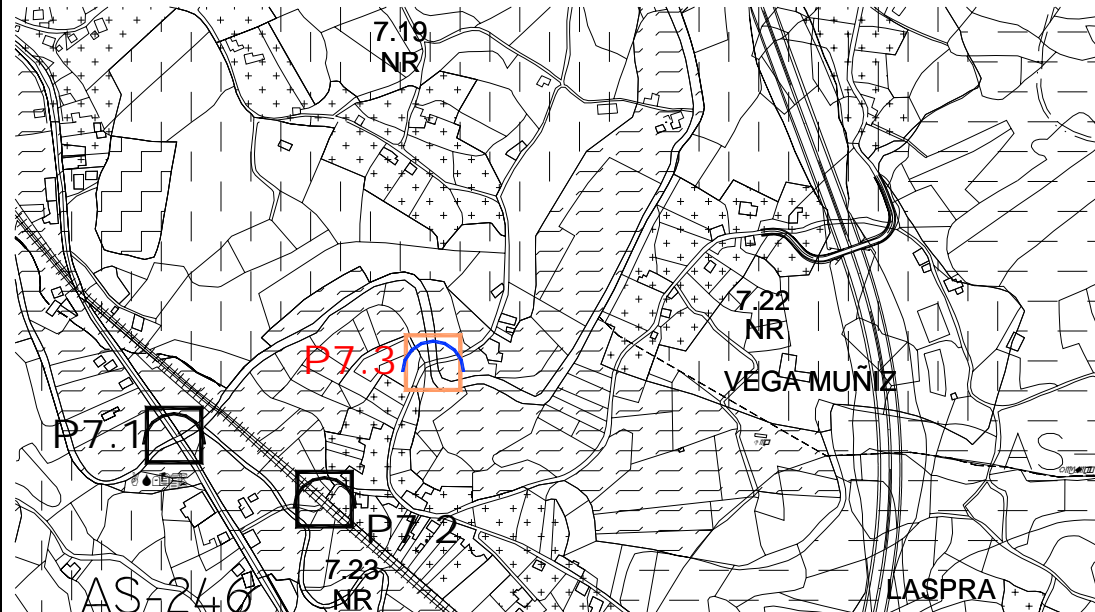 7.19
NR
7.22
NR
P7.3
VEGA MUÑIZ
P7.1
AS
P7.2
7.23
NR
AS-246
LASPRA